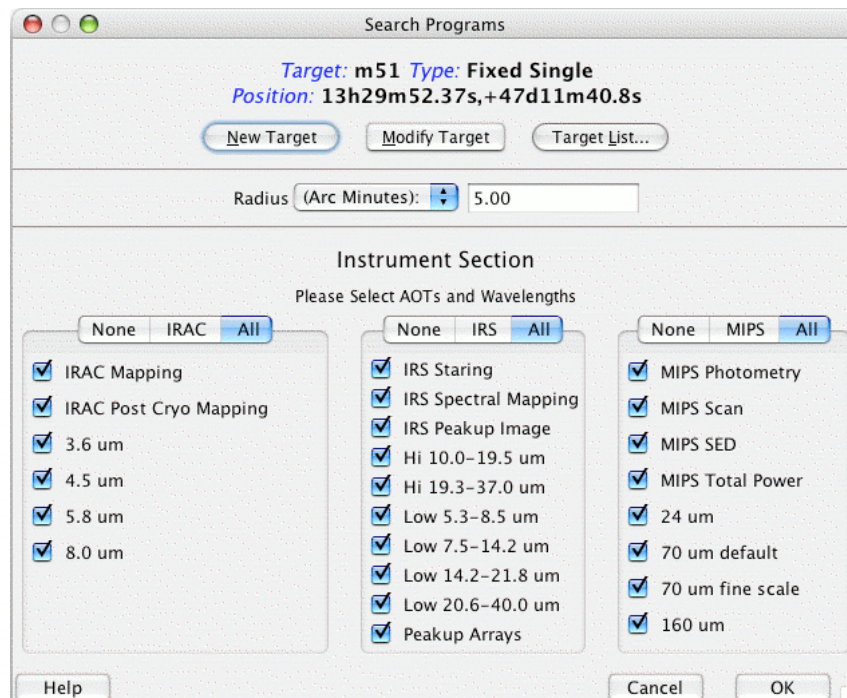 Search Programs
Target: m51 Type: Fixed Single
Position: 13h29m52.37s,+47d11m40.8s
New Target Modify Target Target List...
Radius (Arc Minutes): 5.00
Instrument Section
Please Select AOTs and Wavelengths
None IRAC All
IRAC Mapping
IRAC Post Cryo Mapping
3.6 um
4.5 um
5.8 um
8.0 um
None IRS All
IRS Staring
IRS Spectral Mapping
IRS Peakup Image
Hi 10.0-19.5 um
Hi 19.3-37.0 um
Low 5.3-8.5 um
Low 7.5-14.2 um
Low 14.2-21.8 um
Low 20.6-40.0 um
Peakup Arrays
None MIPS All
MIPS Photometry
MIPS Scan
MIPS SED
MIPS Total Power
24 um
70 um default
70 um fine scale
160 um
Help Cancel OK